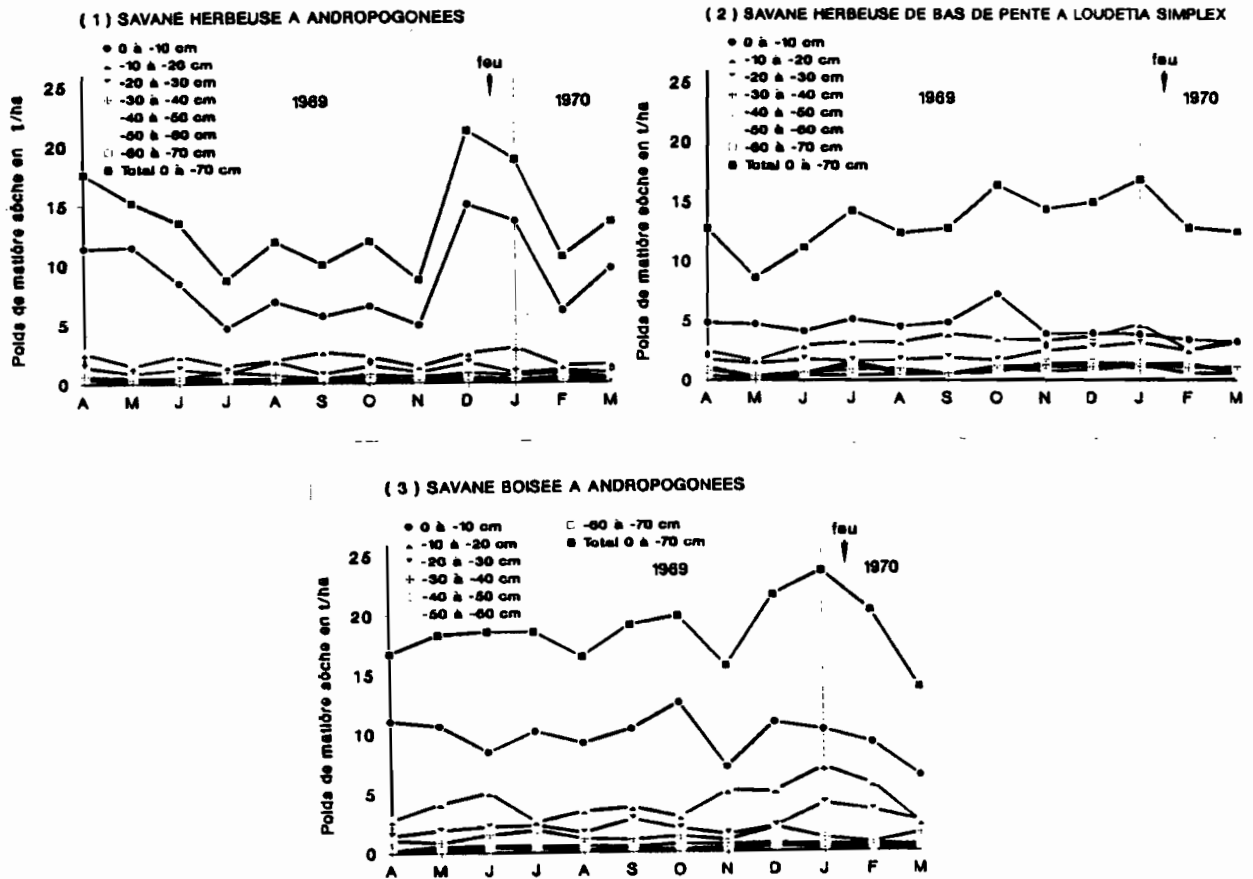 ( 1 ) SAVANE HERBEUSE A ANDROPOGONEES
● 0 à -10 cm
▴ -10 à -20 cm
▾ -20 à -30 cm
+ -30 à -40 cm
-40 à -50 cm
-50 à -60 cm
□ -60 à -70 cm
■ Total 0 à -70 cm
feu
1969
1970
Poids de matière sèche en t/ha
25
20
15
10
5
0
A M J J A S O N D J F M
( 2 ) SAVANE HERBEUSE DE BAS DE PENTE A LOUDETIA SIMPLEX
● 0 à -10 cm
▴ -10 à -20 cm
▾ -20 à -30 cm
+ -30 à -40 cm
-40 à -50 cm
-50 à -60 cm
□ -60 à -70 cm
■ Total 0 à -70 cm
feu
1969
1970
Poids de matière sèche en t/ha
25
20
15
10
5
0
A M J J A S O N D J F M
( 3 ) SAVANE BOISEE A ANDROPOGONEES
● 0 à -10 cm
▴ -10 à -20 cm
▾ -20 à -30 cm
+ -30 à -40 cm
-40 à -50 cm
-50 à -60 cm
□ -60 à -70 cm
■ Total 0 à -70 cm
feu
1969
1970
Poids de matière sèche en t/ha
25
20
15
10
5
0
A M J J A S O N D J F M